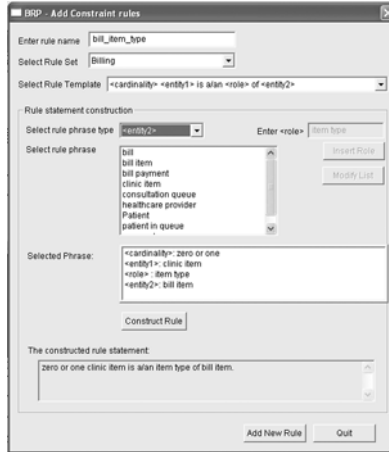 BRP - Add Constraint rules
Enter rule name bill_item_type
Select Rule Set Billing
Select Rule Template <cardinality> <entity1> is a/an <role> of <entity2>
Rule statement construction
Select rule phrase type <entity2> Enter <role> item type
Select rule phrase
bill
bill item
bill payment
clinic item
consultation queue
healthcare provider
Patient
patient in queue
Insert Role
Modify List
Selected Phrase:
<cardinality>: zero or one
<entity1>: clinic item
<role> : item type
<entity2>: bill item
Construct Rule
The constructed rule statement:
zero or one clinic item is a/an item type of bill item.
Add New Rule Quit